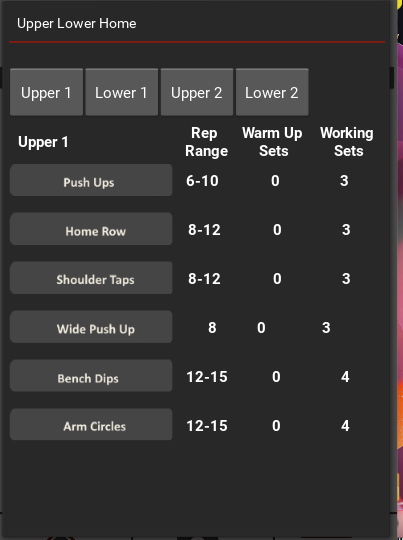 Upper Lower Home
Upper 1 Lower 1 Upper 2 Lower 2
Upper 1 Rep Range Warm Up Sets Working Sets
Push Ups 6-10 0 3
Home Row 8-12 0 3
Shoulder Taps 8-12 0 3
Wide Push Up 8 0 3
Bench Dips 12-15 0 4
Arm Circles 12-15 0 4